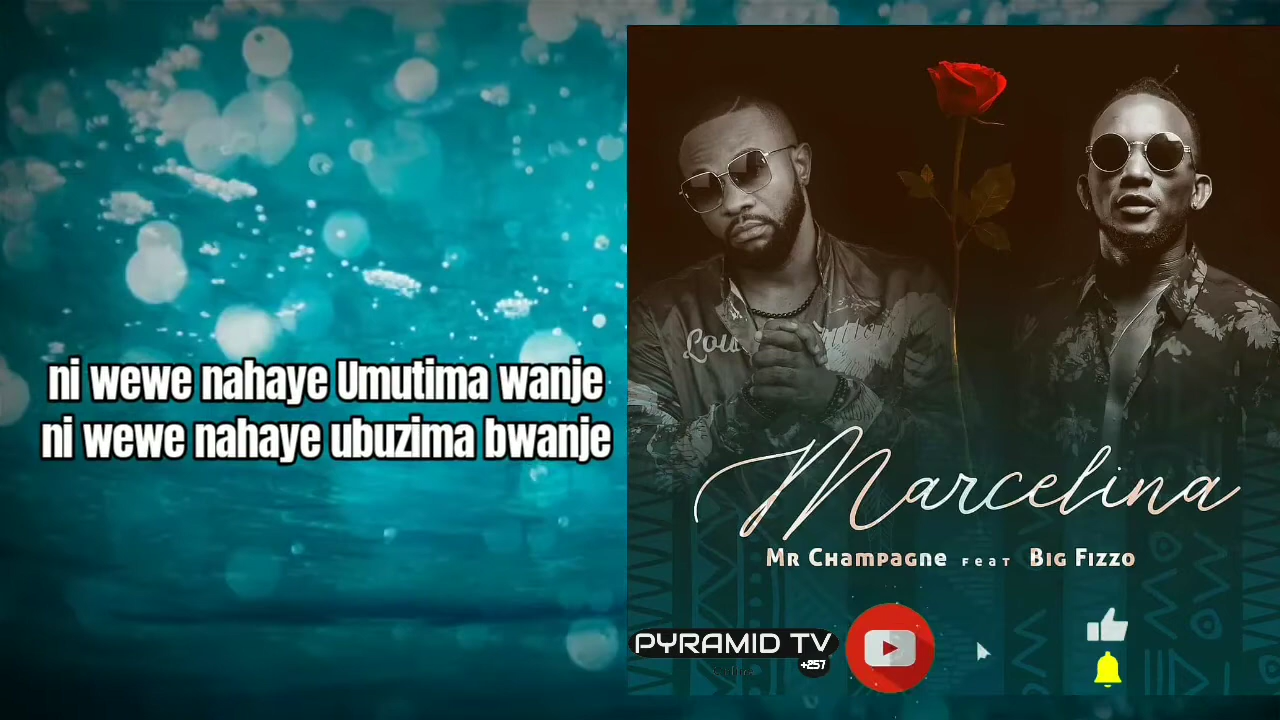 ni wewe nahaye Umutima wanje
ni wewe nahaye ubuzima bwanje
Lou
Marcelina
Mr Champagne feat Big Fizzo
PYRAMID TV
+257